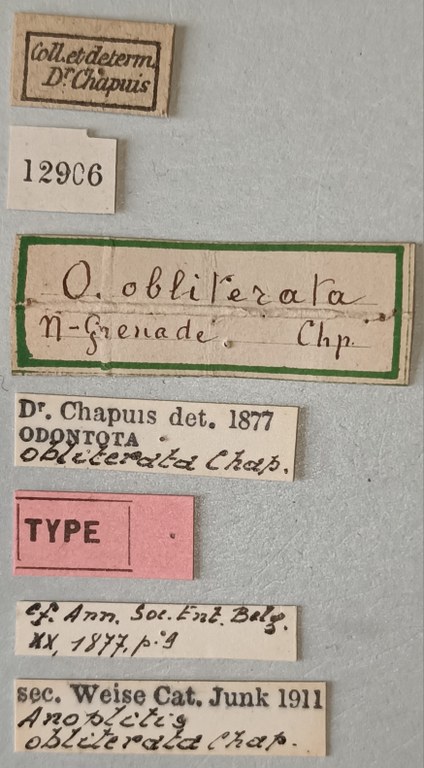 Coll. et determ.
Dr Chapuis
12906
O. obliterata
N-Grenade. Chp.
Dr. Chapuis det. 1877
ODONTOTA
obliterata Chap.
TYPE
cf. Ann. Soc. Ent. Belg.
XX, 1877, p. 9
sec. Weise Cat. Junk 1911
Anoplitis
obliterata Chap.